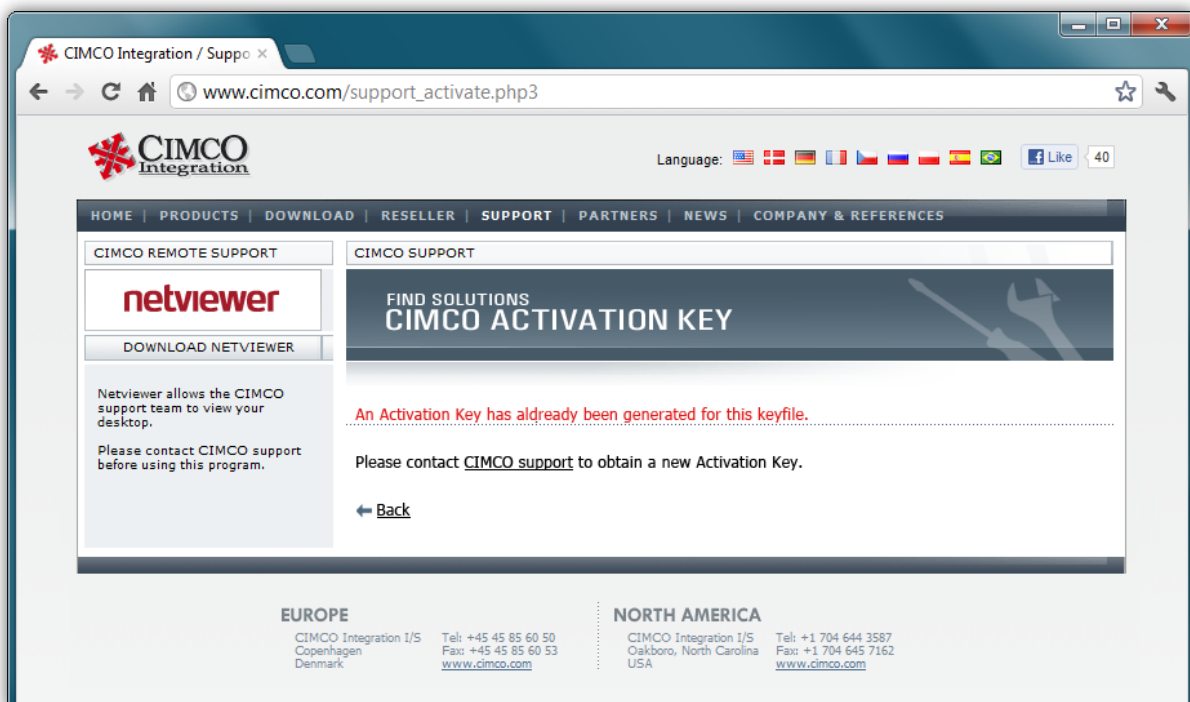 CIMCO Integration / Suppo
www.cimco.com/support_activate.php3
CIMCO
Integration
Language:
Like
40
HOME | PRODUCTS | DOWNLOAD | RESELLER | SUPPORT | PARTNERS | NEWS | COMPANY & REFERENCES
CIMCO REMOTE SUPPORT
netviewer
DOWNLOAD NETVIEWER
Netviewer allows the CIMCO
support team to view your
desktop.
Please contact CIMCO support
before using this program.
CIMCO SUPPORT
FIND SOLUTIONS
CIMCO ACTIVATION KEY
An Activation Key has aldready been generated for this keyfile.
Please contact CIMCO support to obtain a new Activation Key.
Back
EUROPE
CIMCO Integration I/S Tel: +45 45 85 60 50
Copenhagen Fax: +45 45 85 60 53
Denmark www.cimco.com
NORTH AMERICA
CIMCO Integration I/S Tel: +1 704 644 3587
Oakboro, North Carolina Fax: +1 704 645 7162
USA www.cimco.com